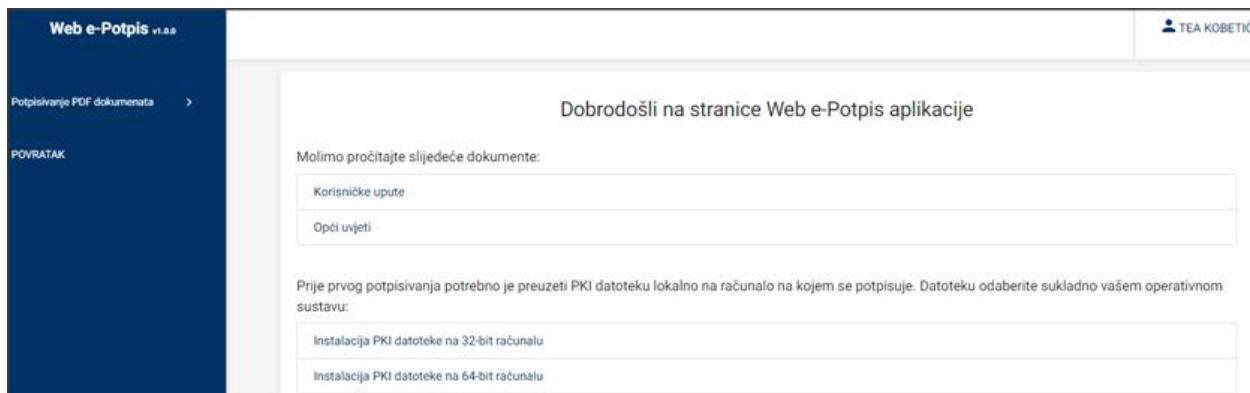 Web e-Potpis v1.0.0
TEA KOBETIĆ
Potpisivanje PDF dokumenata
POVRATAK
Dobrodošli na stranice Web e-Potpis aplikacije
Molimo pročitajte slijedeće dokumente:
Korisničke upute
Opći uvjeti
Prije prvog potpisivanja potrebno je preuzeti PKI datoteku lokalno na računalo na kojem se potpisuje. Datoteku odaberite sukladno vašem operativnom
sustavu:
Instalacija PKI datoteke na 32-bit računalu
Instalacija PKI datoteke na 64-bit računalu